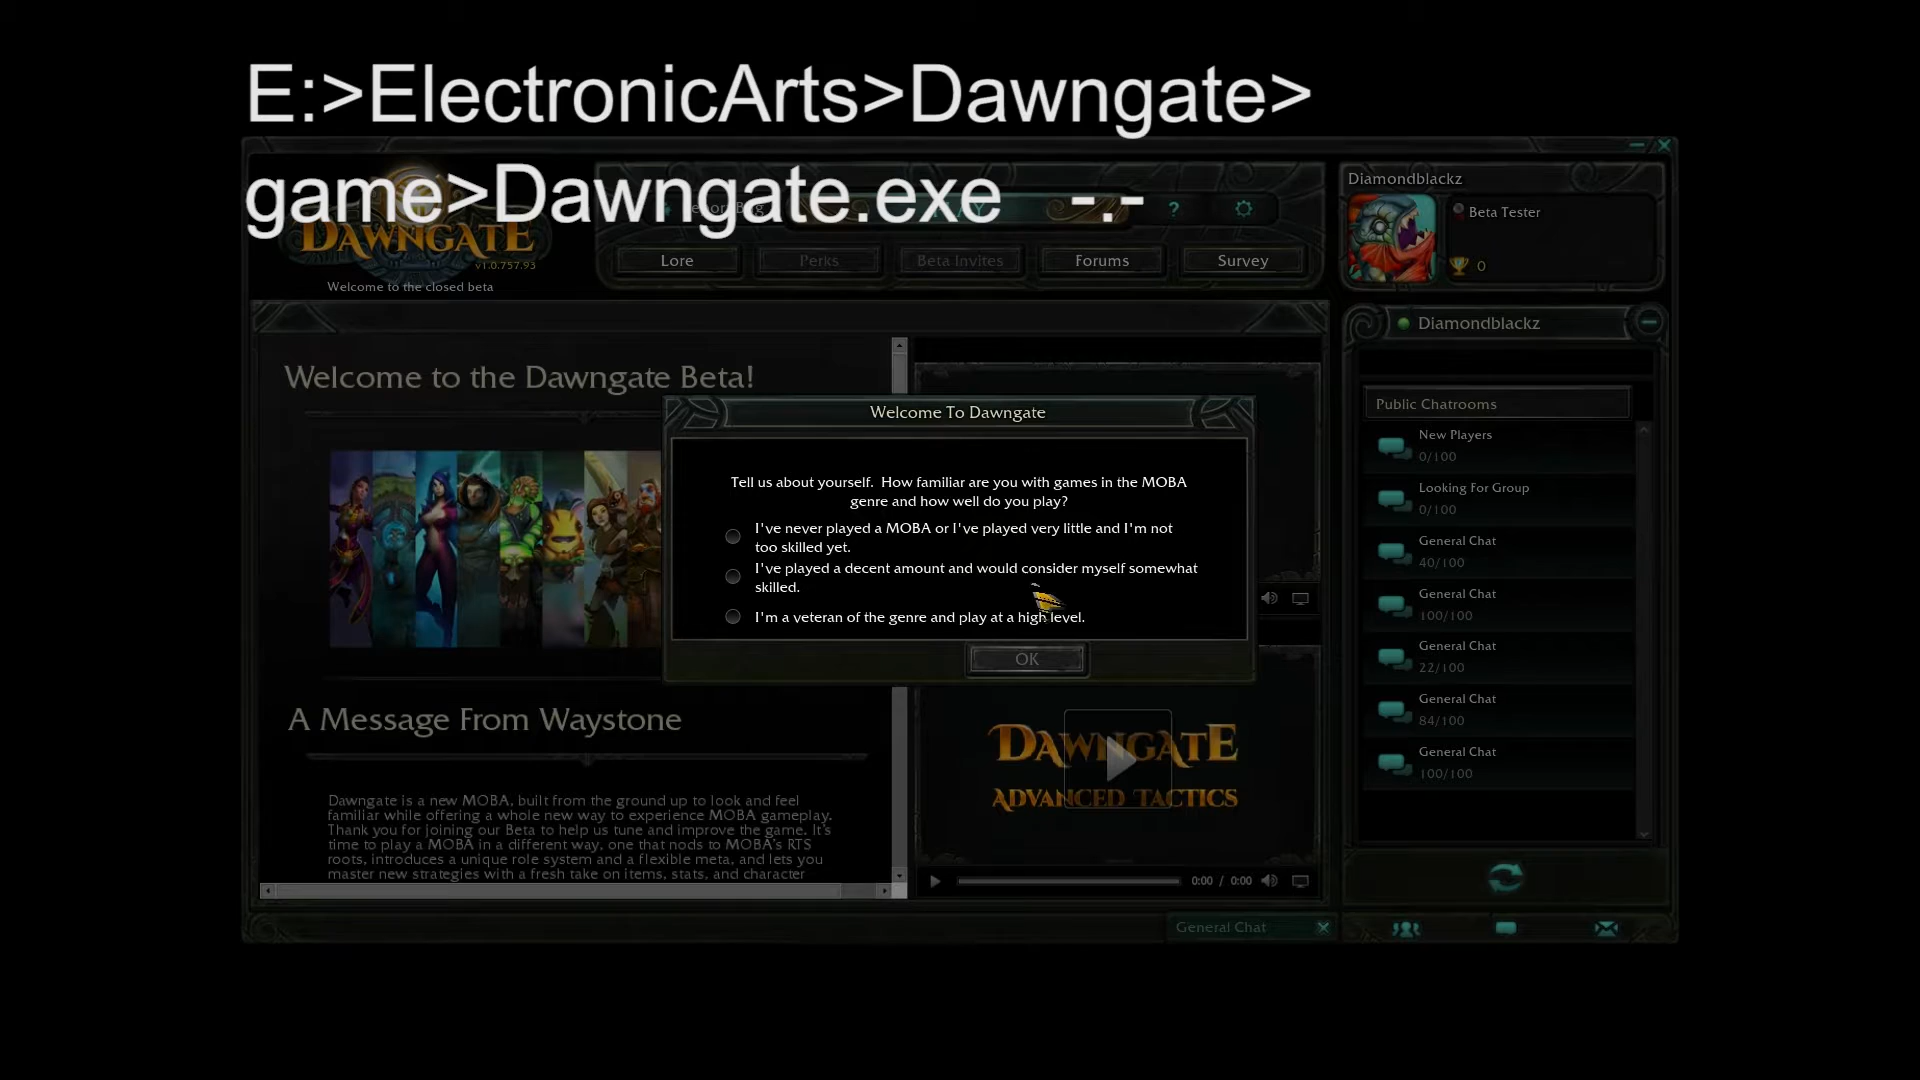 E:>ElectronicArts>Dawngate>
game>Dawngate.exe -.-
DAWNGATE
v1.0.757.93
Welcome to the closed beta
?
Lore
Perks
Beta Invites
Forums
Survey
Diamondblackz
Beta Tester
0
Diamondblackz
Welcome to the Dawngate Beta!
Welcome To Dawngate
Tell us about yourself. How familiar are you with games in the MOBA
genre and how well do you play?
I've never played a MOBA or I've played very little and I'm not
too skilled yet.
I've played a decent amount and would consider myself somewhat
skilled.
I'm a veteran of the genre and play at a high level.
OK
A Message From Waystone
Dawngate is a new MOBA, built from the ground up to look and feel
familiar while offering a whole new way to experience MOBA gameplay.
Thank you for joining our Beta to help us tune and improve the game. It's
time to play a MOBA in a different way, one that nods to MOBA's RTS
roots, introduces a unique role system and a flexible meta, and lets you
master new strategies with a fresh take on items, stats, and character
DAWNGATE
ADVANCED TACTICS
0:00 / 0:00
Public Chatrooms
New Players
0/100
Looking For Group
0/100
General Chat
40/100
General Chat
100/100
General Chat
22/100
General Chat
84/100
General Chat
100/100
General Chat